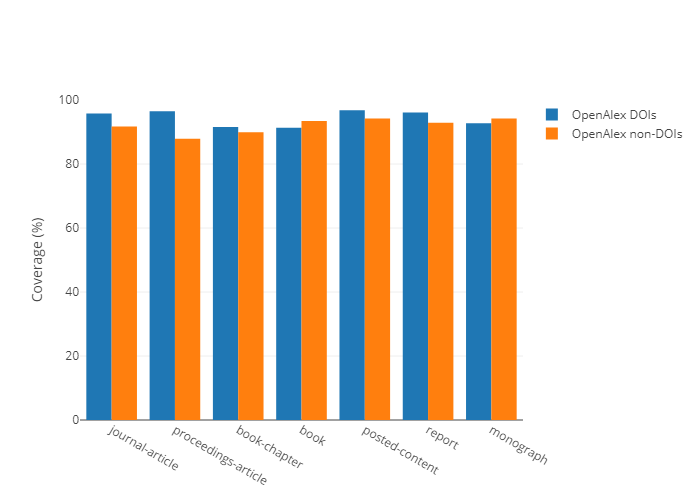 100
80
60
40
20
0
Coverage (%)
journal-article
proceedings-article
book-chapter
book
posted-content
report
monograph
OpenAlex DOIs
OpenAlex non-DOIs